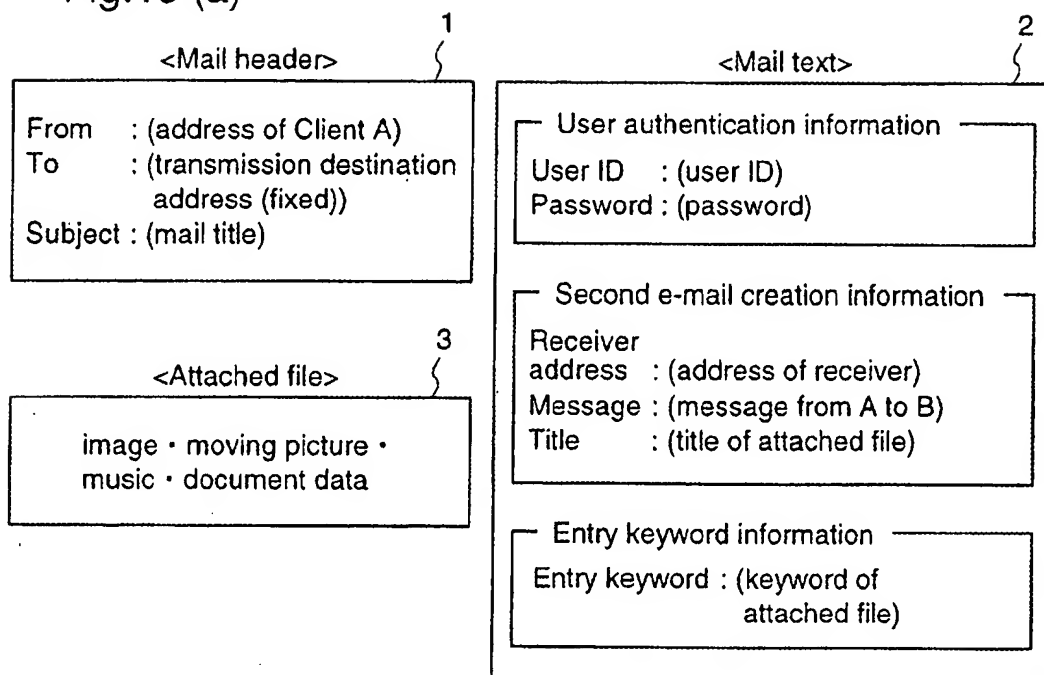 1
<Mail header>
From : (address of Client A)
To : (transmission destination
address (fixed))
Subject : (mail title)
3
<Attached file>
image・moving picture・
music・document data
2
<Mail text>
User authentication information
User ID : (user ID)
Password : (password)
Second e-mail creation information
Receiver
address : (address of receiver)
Message : (message from A to B)
Title : (title of attached file)
Entry keyword information
Entry keyword : (keyword of
attached file)